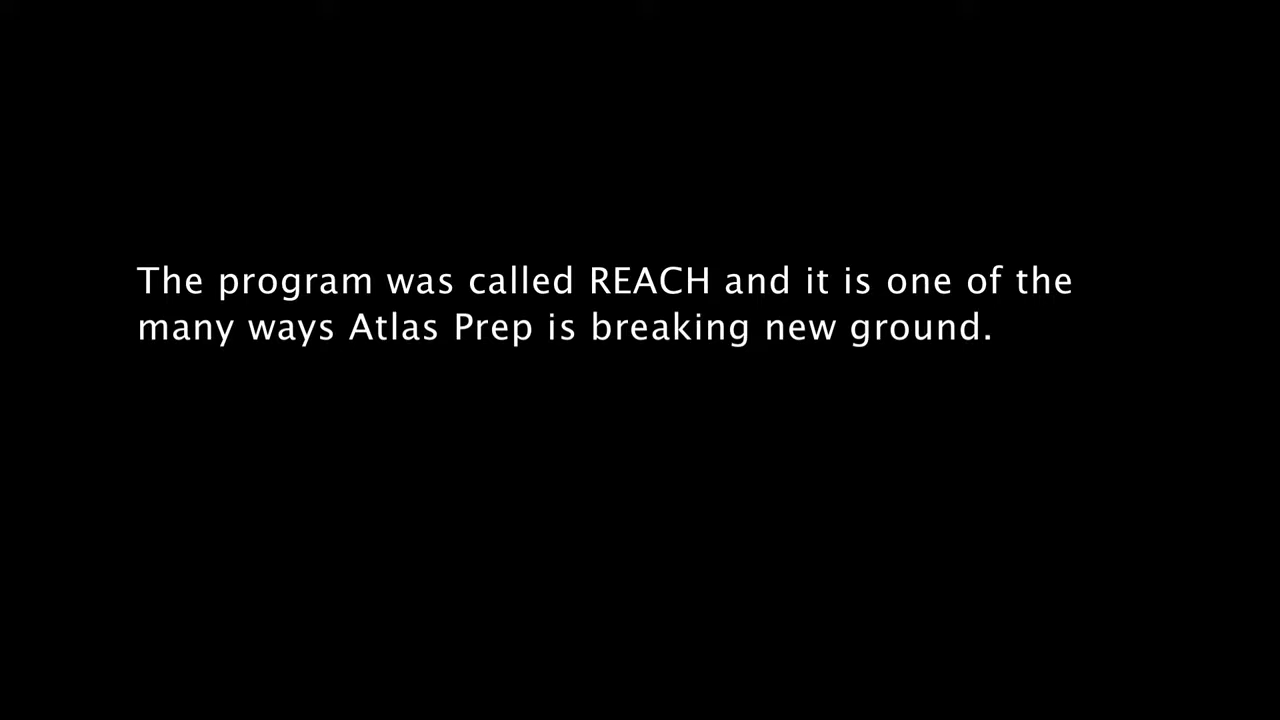 The program was called REACH and it is one of the
many ways Atlas Prep is breaking new ground.